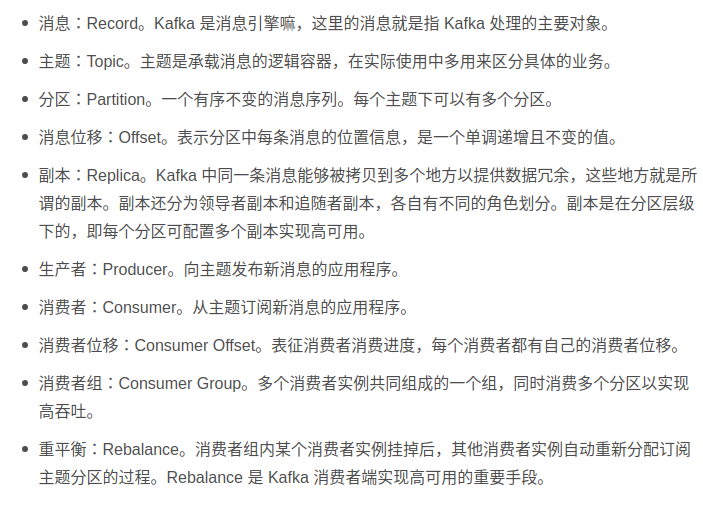 消息：Record。Kafka 是消息引擎嘛，这里的消息就是指 Kafka 处理的主要对象。
主题：Topic。主题是承载消息的逻辑容器，在实际使用中多用来区分具体的业务。
分区：Partition。一个有序不变的消息序列。每个主题下可以有多个分区。
消息位移：Offset。表示分区中每条消息的位置信息，是一个单调递增且不变的值。
副本：Replica。Kafka 中同一条消息能够被拷贝到多个地方以提供数据冗余，这些地方就是所
谓的副本。副本还分为领导者副本和追随者副本，各自有不同的角色划分。副本是在分区层级
下的，即每个分区可配置多个副本实现高可用。
生产者：Producer。向主题发布新消息的应用程序。
消费者：Consumer。从主题订阅新消息的应用程序。
消费者位移：Consumer Offset。表征消费者消费进度，每个消费者都有自己的消费者位移。
消费者组：Consumer Group。多个消费者实例共同组成的一个组，同时消费多个分区以实现
高吞吐。
重平衡：Rebalance。消费者组内某个消费者实例挂掉后，其他消费者实例自动重新分配订阅
主题分区的过程。Rebalance 是 Kafka 消费者端实现高可用的重要手段。